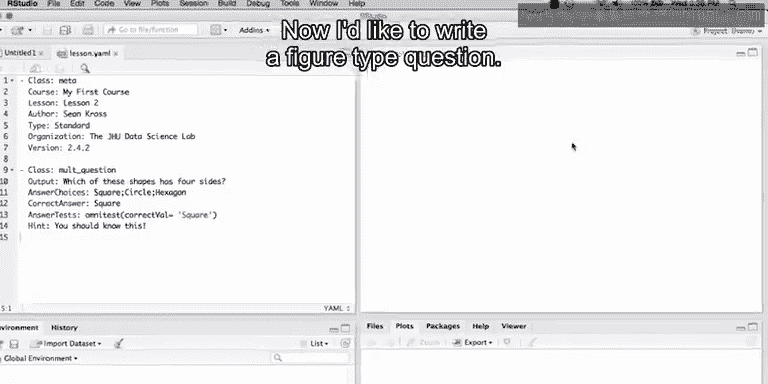 RStudio File Edit Code View Plots Session Build Debug Tools Window Help
RStudio
Now I'd like to write
a figure type question.
Go to file/function
Addins
Untitled1
lesson.yaml
1 - Class: meta
2 Course: My First Course
3 Lesson: Lesson 2
4 Author: Sean Kross
5 Type: Standard
6 Organization: The JHU Data Science Lab
7 Version: 2.4.2
8
9 - Class: mult_question
10 Output: Which of these shapes has four sides?
11 AnswerChoices: Square;Circle;Hexagon
12 CorrectAnswer: Square
13 AnswerTests: omnitest(correctVal= 'Square')
14 Hint: You should know this!
15
5:1
YAML
vironment History
Files Plots Packages Help Viewer
Import Dataset
List
Zoom
Export
Global Environment